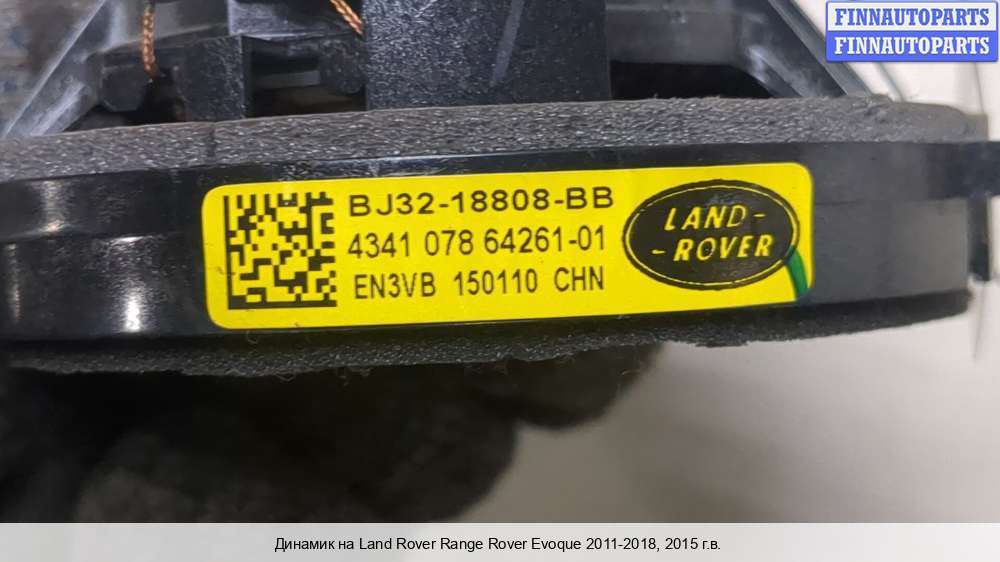 FINNAUTOPARTS
FINNAUTOPARTS
BJ32-18808-BB
4341 078 64261-01
EN3VB 150110 CHN
LAND-
-ROVER
Динамик на Land Rover Range Rover Evoque 2011-2018, 2015 г.в.